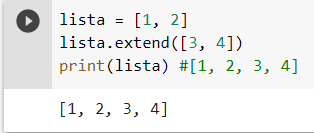 lista = [1, 2]
lista.extend([3, 4])
print(lista) #[1, 2, 3, 4]
[1, 2, 3, 4]